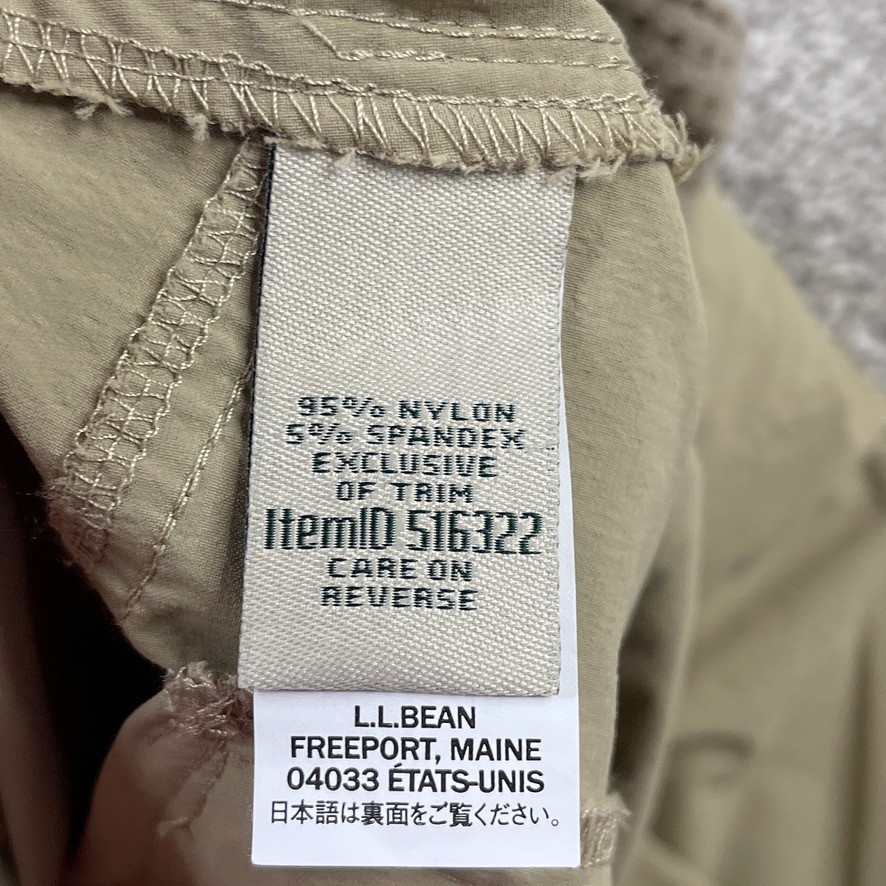 95% NYLON
5% SPANDEX
EXCLUSIVE
OF TRIM
ItemID 516322
CARE ON
REVERSE
L.L.BEAN
FREEPORT, MAINE
04033 ÉTATS-UNIS
日本語は裏面をご覧ください。